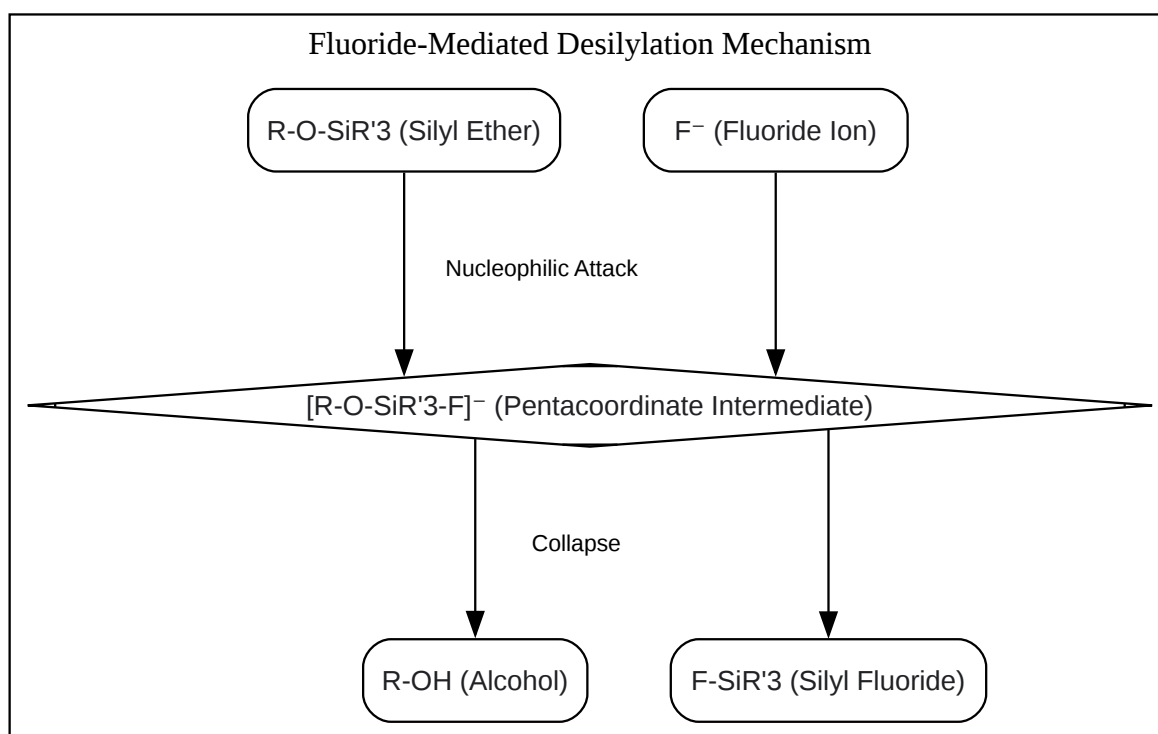 Fluoride-Mediated Desilylation Mechanism
R-O-SiR'3 (Silyl Ether)
F⁻ (Fluoride Ion)
Nucleophilic Attack
[R-O-SiR'3-F]⁻ (Pentacoordinate Intermediate)
Collapse
R-OH (Alcohol)
F-SiR'3 (Silyl Fluoride)